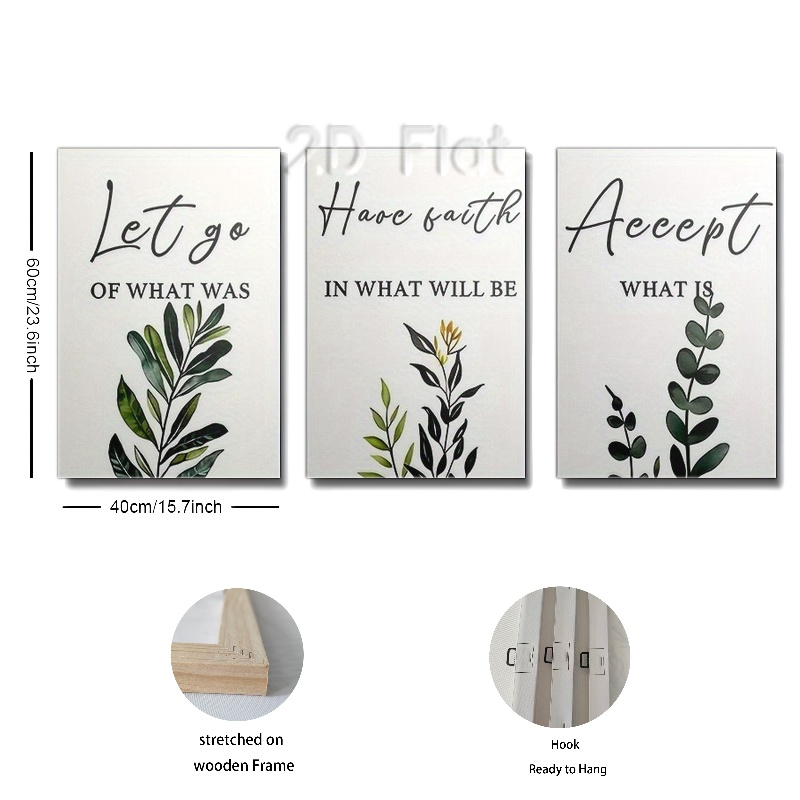 2.D Flat
Let go
OF WHAT WAS
Have faith
IN WHAT WILL BE
Accept
WHAT IS
60cm/23.6inch
40cm/15.7inch
stretched on
wooden Frame
Hook
Ready to Hang